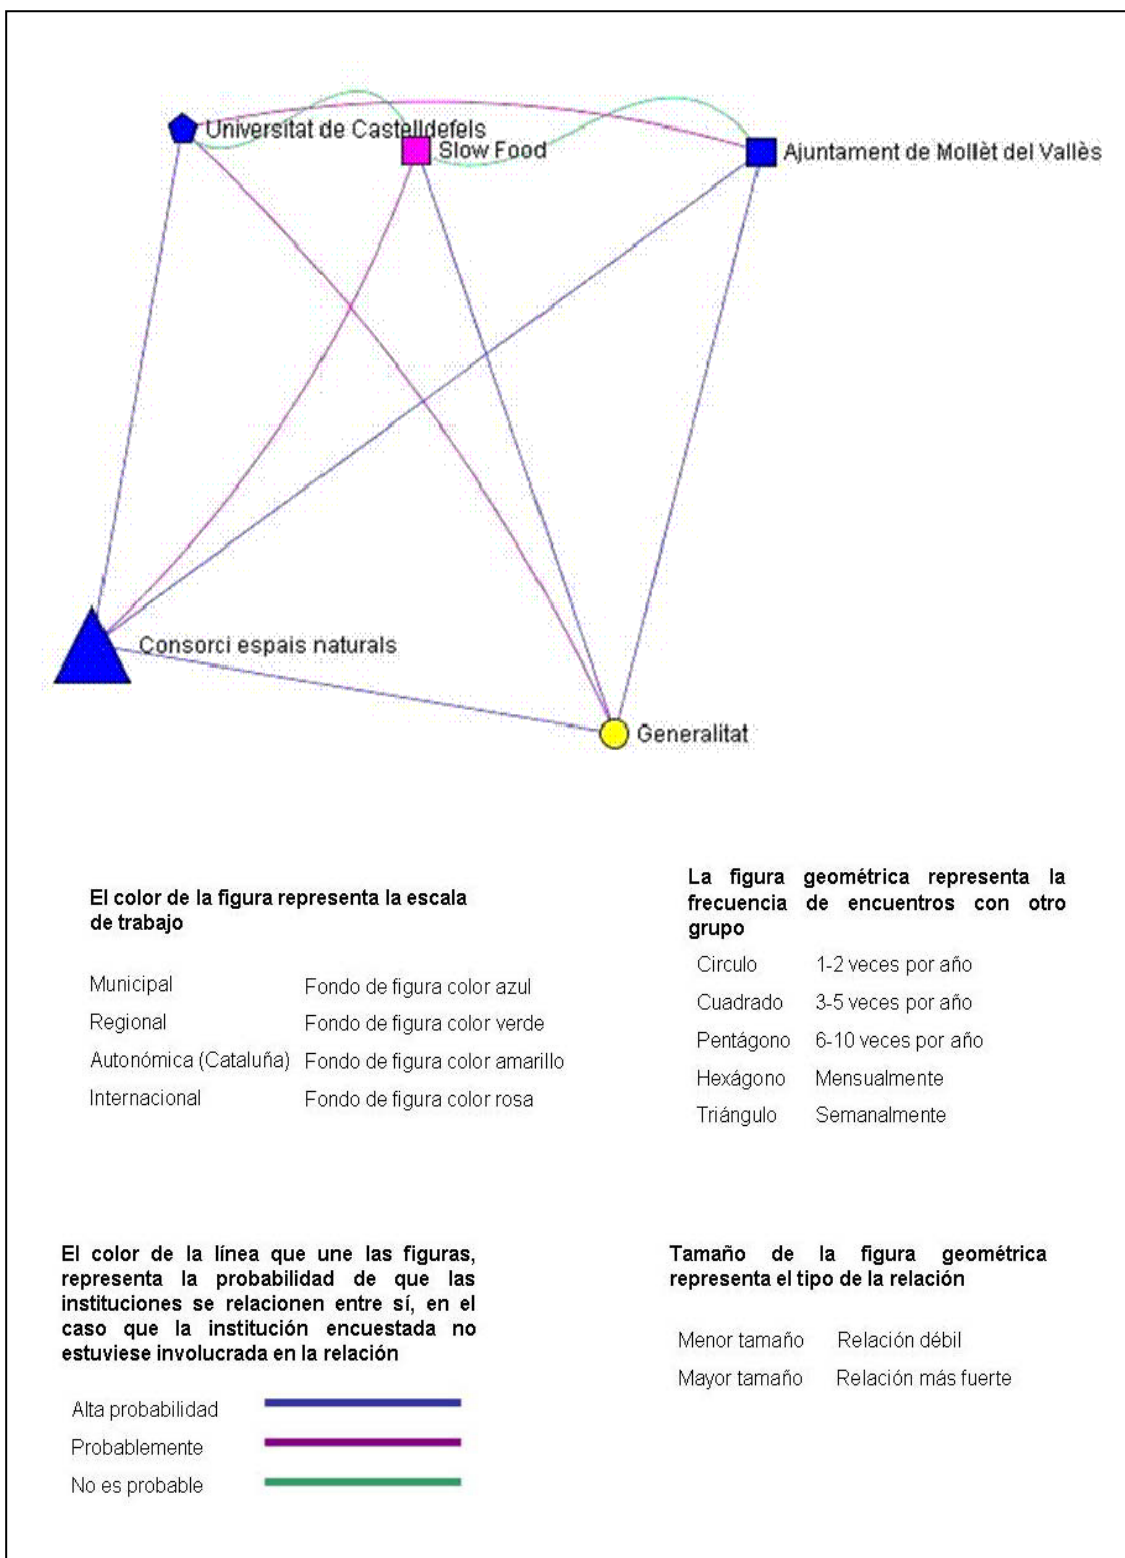 Universitat de Castelldefels
Slow Food
Ajuntament de Mollèt del Vallès
Consorci espais naturals
Generalitat
El color de la figura representa la escala
de trabajo
Municipal Fondo de figura color azul
Regional Fondo de figura color verde
Autonómica (Cataluña) Fondo de figura color amarillo
Internacional Fondo de figura color rosa
La figura geométrica representa la
frecuencia de encuentros con otro
grupo
Circulo 1-2 veces por año
Cuadrado 3-5 veces por año
Pentágono 6-10 veces por año
Hexágono Mensualmente
Triángulo Semanalmente
El color de la línea que une las figuras,
representa la probabilidad de que las
instituciones se relacionen entre sí, en el
caso que la institución encuestada no
estuviese involucrada en la relación
Alta probabilidad
Probablemente
No es probable
Tamaño de la figura geométrica
representa el tipo de la relación
Menor tamaño Relación débil
Mayor tamaño Relación más fuerte